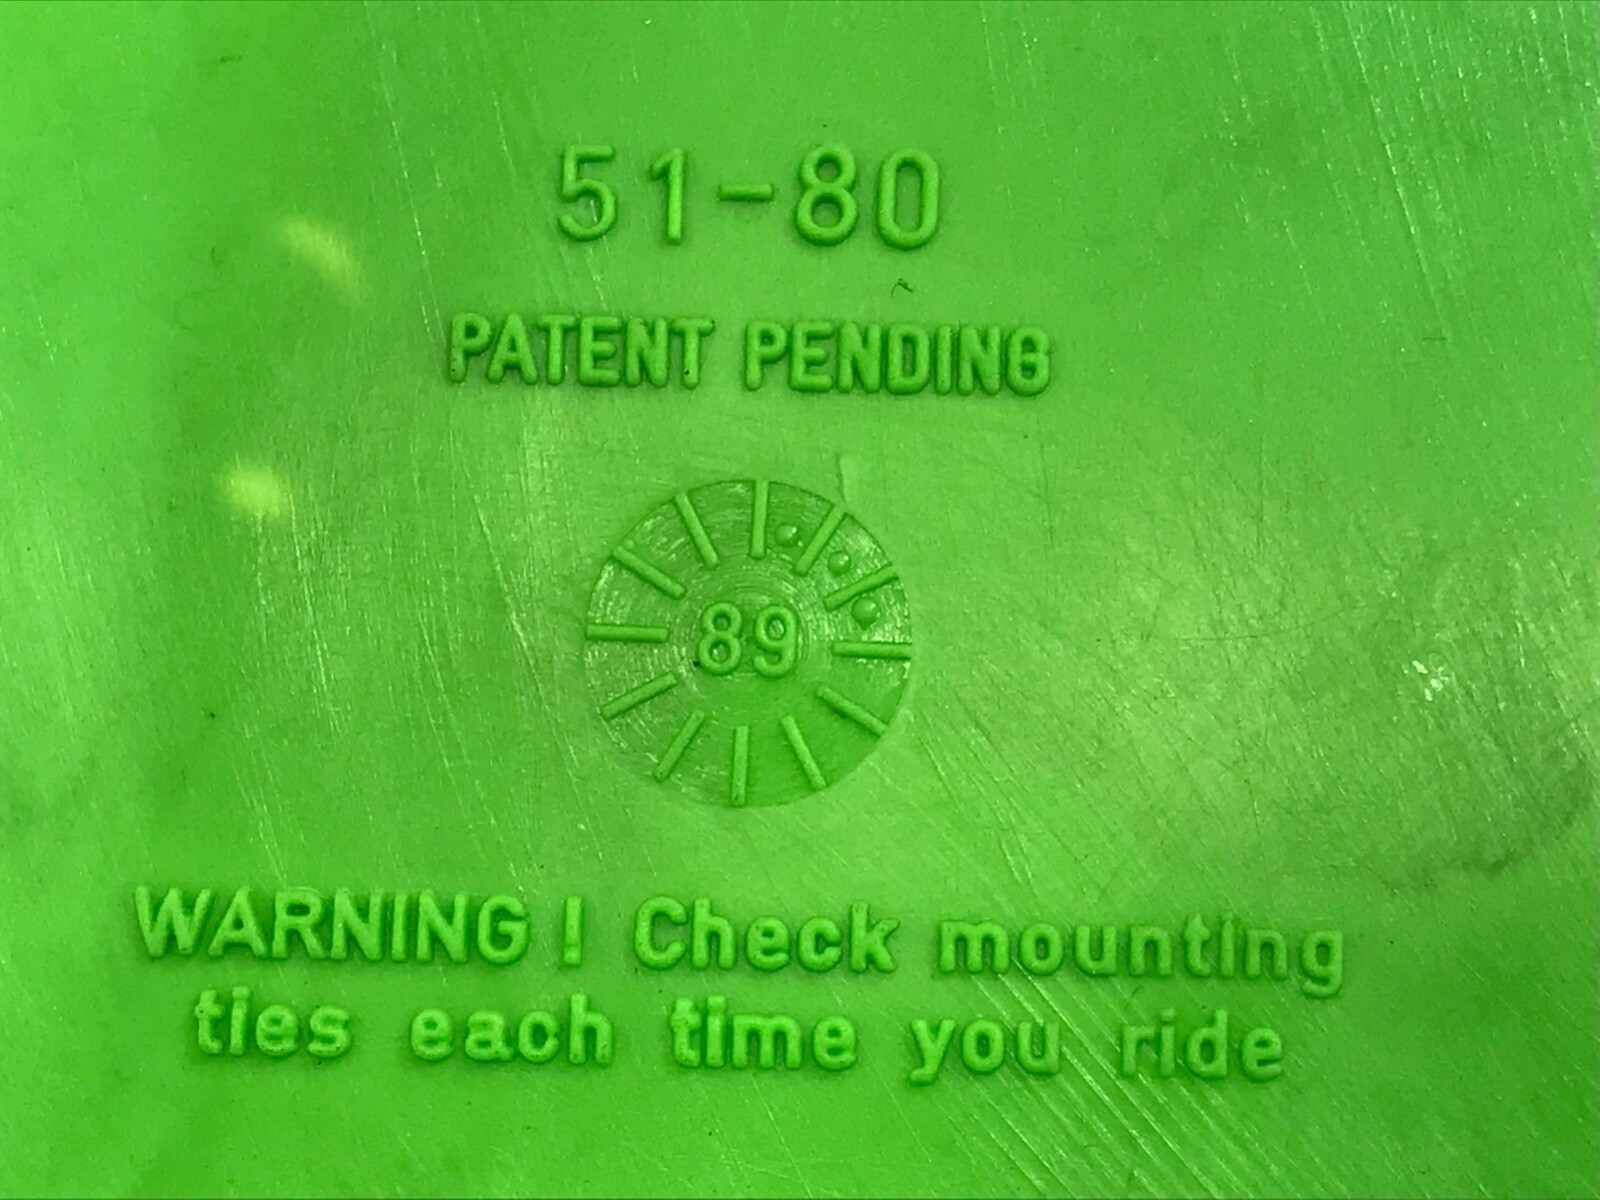 51-80
PATENT PENDING
89
WARNING! Check mounting
ties each time you ride